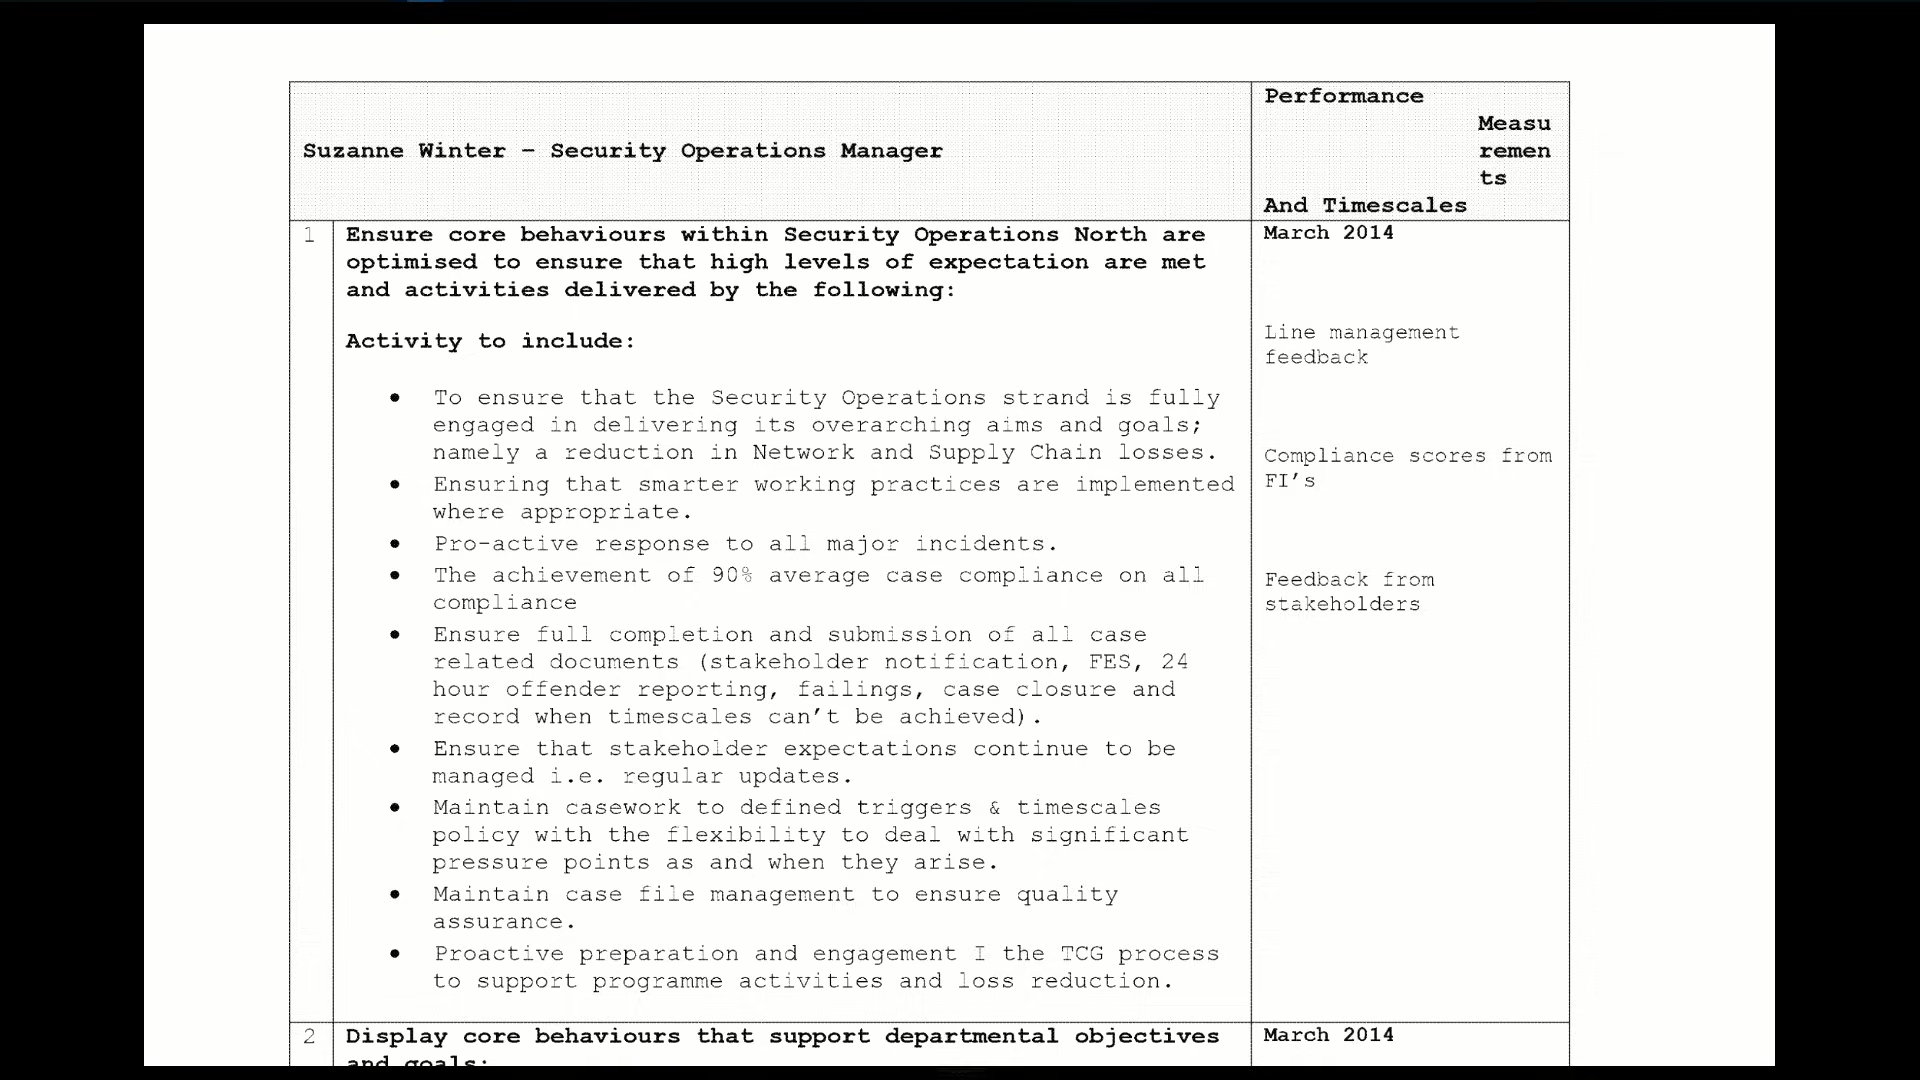 Suzanne Winter – Security Operations Manager
Performance
Measu
remen
ts
And Timescales
1
Ensure core behaviours within Security Operations North are
optimised to ensure that high levels of expectation are met
and activities delivered by the following:
Activity to include:
• To ensure that the Security Operations strand is fully
engaged in delivering its overarching aims and goals;
namely a reduction in Network and Supply Chain losses.
• Ensuring that smarter working practices are implemented
where appropriate.
• Pro-active response to all major incidents.
• The achievement of 90% average case compliance on all
compliance
• Ensure full completion and submission of all case
related documents (stakeholder notification, FES, 24
hour offender reporting, failings, case closure and
record when timescales can’t be achieved).
• Ensure that stakeholder expectations continue to be
managed i.e. regular updates.
• Maintain casework to defined triggers & timescales
policy with the flexibility to deal with significant
pressure points as and when they arise.
• Maintain case file management to ensure quality
assurance.
• Proactive preparation and engagement I the TCG process
to support programme activities and loss reduction.
March 2014
Line management
feedback
Compliance scores from
FI’s
Feedback from
stakeholders
2
Display core behaviours that support departmental objectives
and goals:
March 2014